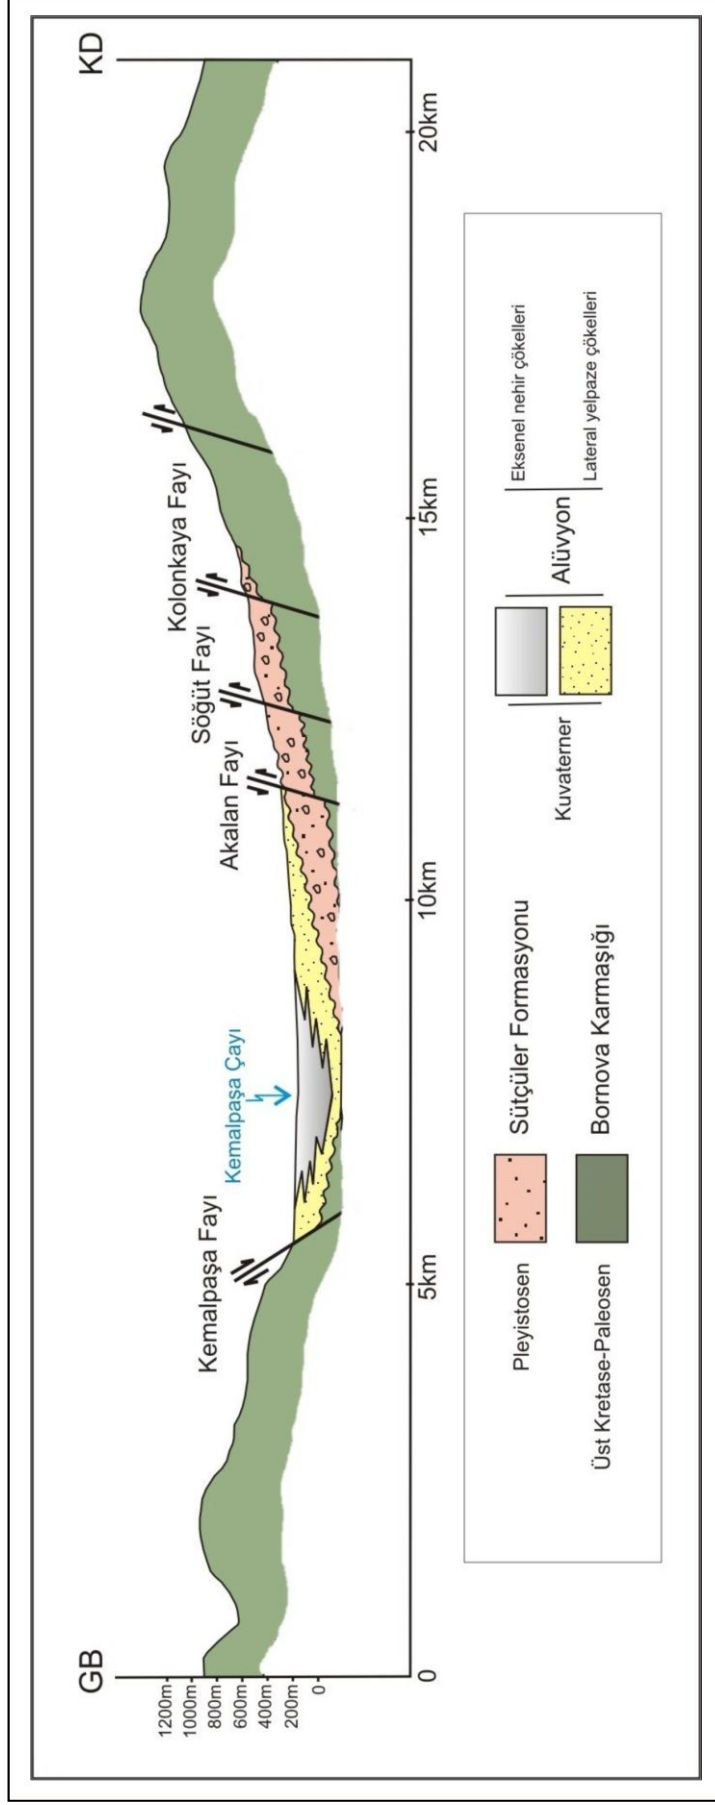 GB
KD
1200m
1000m
800m
600m
400m
200m
0
Kemalpaşa Fayı
Kemalpaşa Çayı
Akalan Fayı
Söğüt Fayı
Kolonkaya Fayı
0
5km
10km
15km
20km
Pleyistosen
Sütçüler Formasyonu
Üst Kretase-Paleosen
Bornova Karmaşığı
Kuvaterner
Alüvyon
Eksenel nehir çökelleri
Lateral yelpaze çökelleri